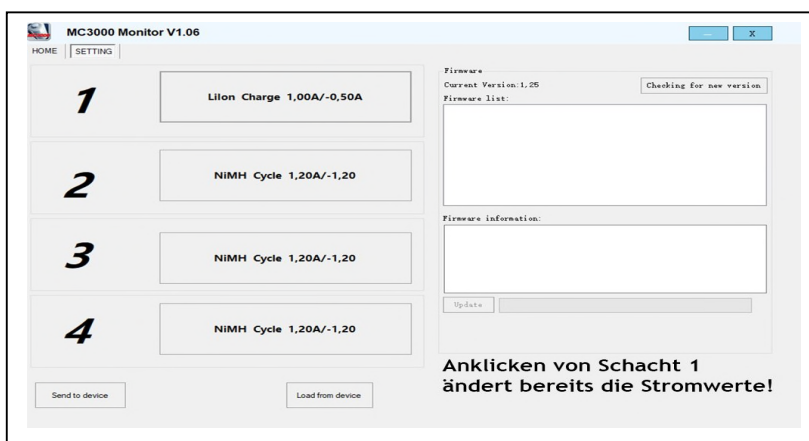 MC3000 Monitor V1.06
X
HOME SETTING
1
LiIon Charge 1,00A/-0,50A
2
NiMH Cycle 1,20A/-1,20
3
NiMH Cycle 1,20A/-1,20
4
NiMH Cycle 1,20A/-1,20
Send to device
Load from device
Firmware
Current Version:1,25
Checking for new version
Firmware list:
Firmware information:
Update
Anklicken von Schacht 1
ändert bereits die Stromwerte!